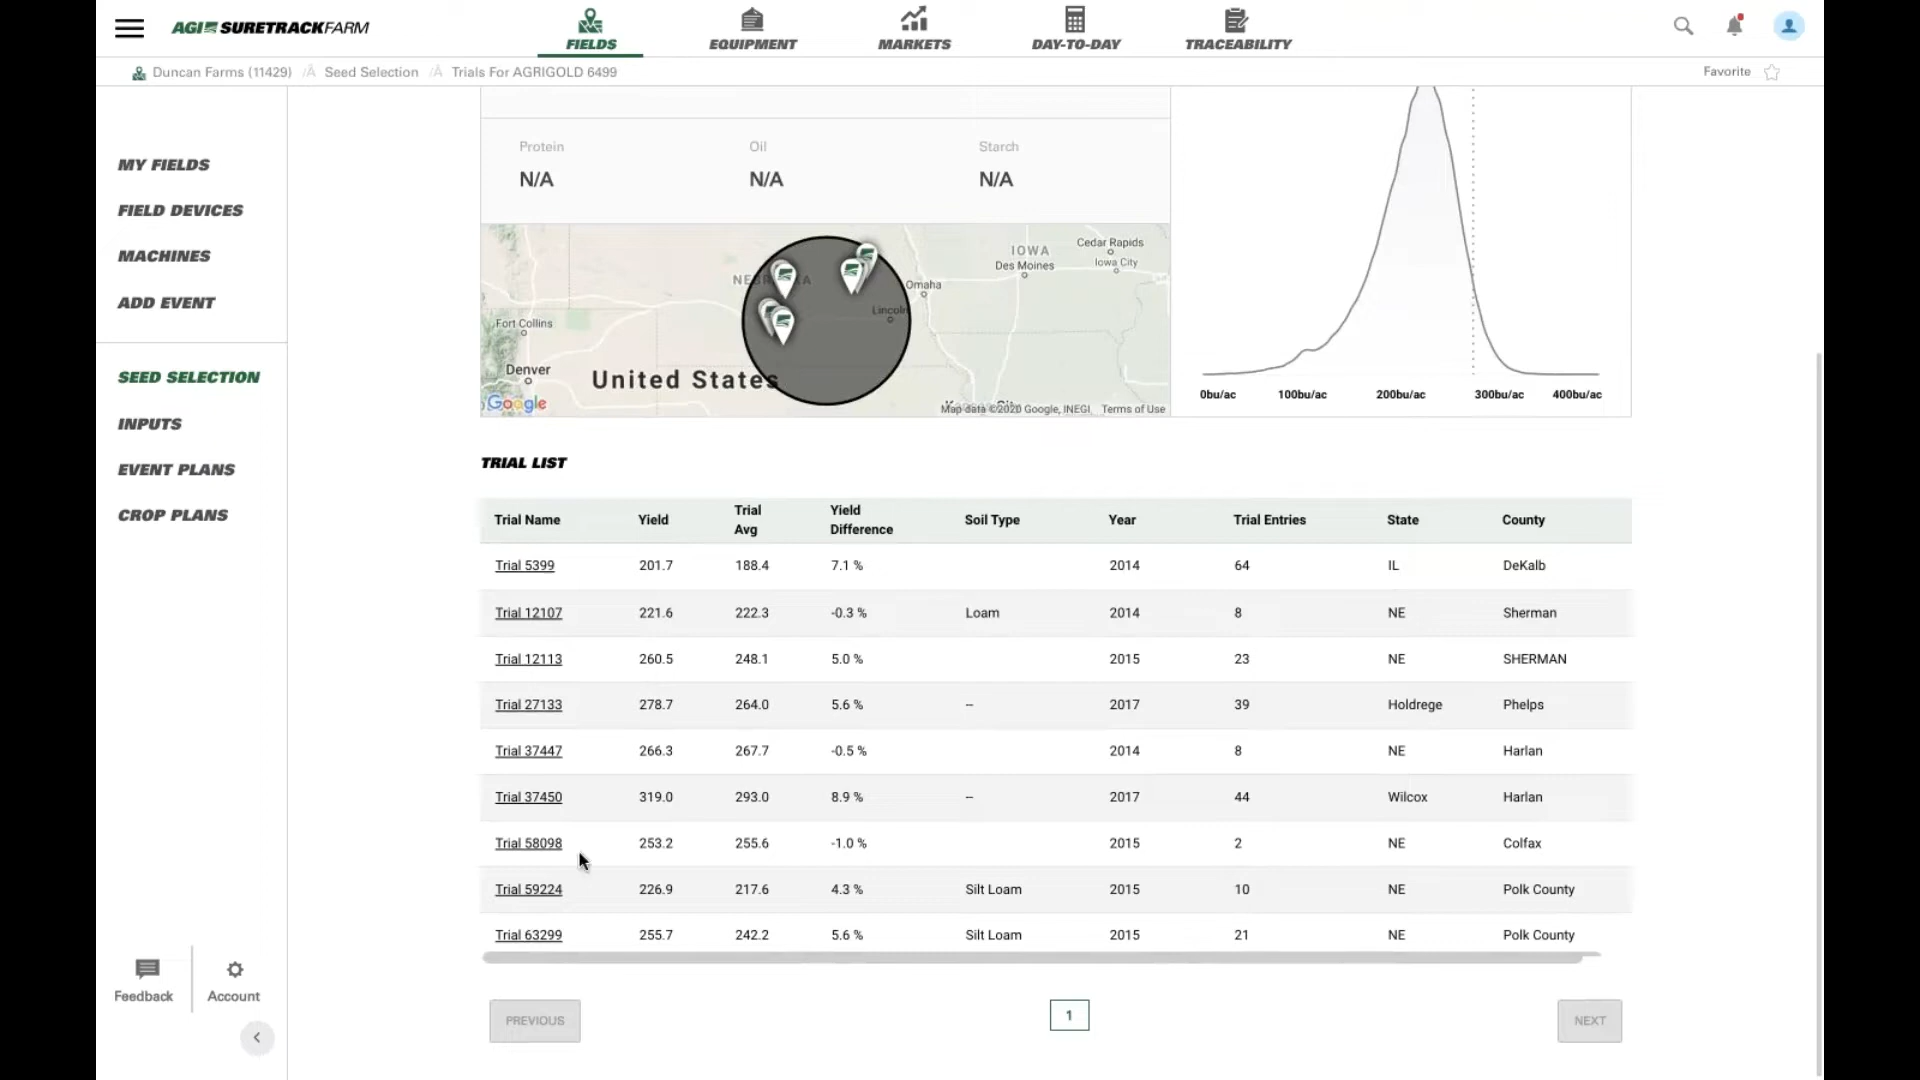 AGI SURETRACKFARM
FIELDS
EQUIPMENT
MARKETS
DAY-TO-DAY
TRACEABILITY
Duncan Farms (11429) /Â Seed Selection /Â Trials For AGRIGOLD 6499
Favorite
MY FIELDS
FIELD DEVICES
MACHINES
ADD EVENT
SEED SELECTION
INPUTS
EVENT PLANS
CROP PLANS
Feedback
Account
Protein Oil Starch
N/A N/A N/A
IOWA
Cedar Rapids
Des Moines
Iowa City
Omaha
Lincoln
Fort Collins
Denver
United States
Google
Map data ©2020 Google, INEGI Terms of Use
0bu/ac 100bu/ac 200bu/ac 300bu/ac 400bu/ac
TRIAL LIST
Trial Name Yield Trial Avg Yield Difference Soil Type Year Trial Entries State County
Trial 5399 201.7 188.4 7.1 % 2014 64 IL DeKalb
Trial 12107 221.6 222.3 -0.3 % Loam 2014 8 NE Sherman
Trial 12113 260.5 248.1 5.0 % 2015 23 NE SHERMAN
Trial 27133 278.7 264.0 5.6 % -- 2017 39 Holdrege Phelps
Trial 37447 266.3 267.7 -0.5 % 2014 8 NE Harlan
Trial 37450 319.0 293.0 8.9 % -- 2017 44 Wilcox Harlan
Trial 58098 253.2 255.6 -1.0 % 2015 2 NE Colfax
Trial 59224 226.9 217.6 4.3 % Silt Loam 2015 10 NE Polk County
Trial 63299 255.7 242.2 5.6 % Silt Loam 2015 21 NE Polk County
PREVIOUS
1
NEXT